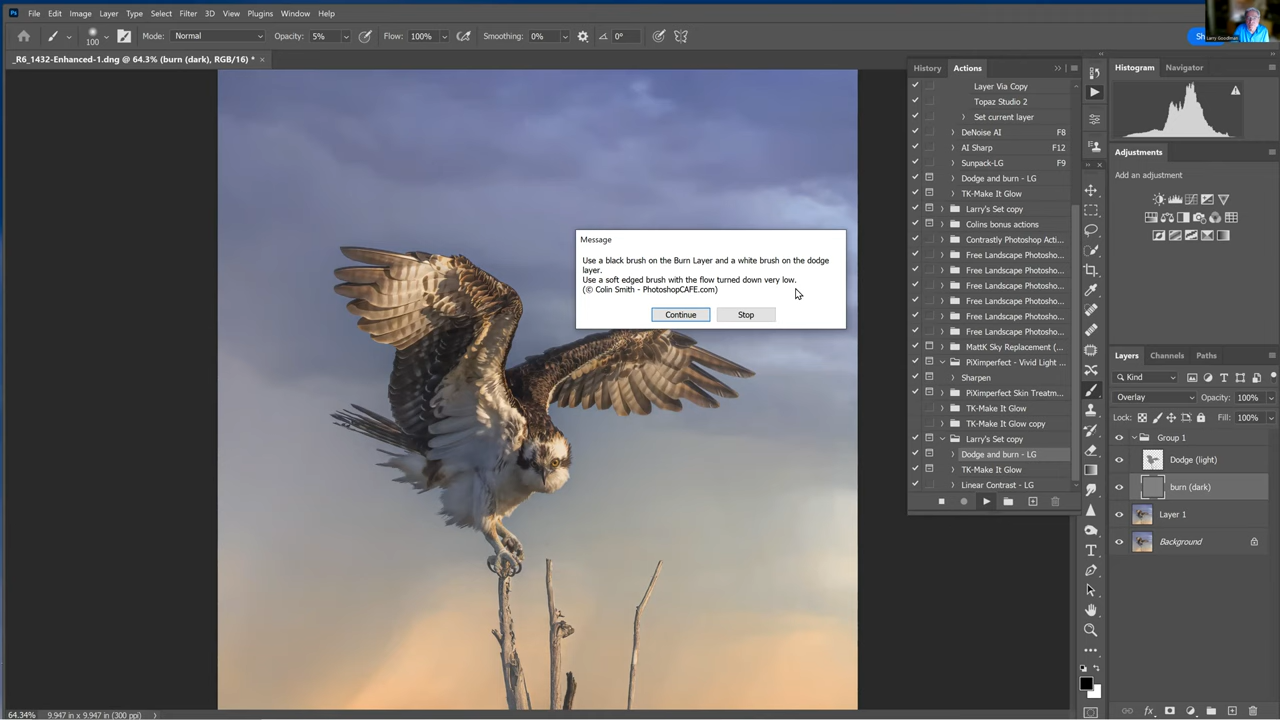 Ps File Edit Image Layer Type Select Filter 3D View Plugins Window Help
100 Mode: Normal Opacity: 5% Flow: 100% Smoothing: 0% 0°
Larry Goodman
_R6_1432-Enhanced-1.dng @ 64.3% (burn (dark), RGB/16) *
History Actions
Layer Via Copy
Topaz Studio 2
Set current layer
DeNoise AI F8
AI Sharp F12
Sunpack-LG F9
Dodge and burn - LG
TK-Make It Glow
Larry's Set copy
Colins bonus actions
Contrastly Photoshop Acti...
Free Landscape Photosho...
Free Landscape Photosho...
Free Landscape Photosho...
Free Landscape Photosho...
Free Landscape Photosho...
Free Landscape Photosho...
MattK Sky Replacement (...
PiXimperfect - Vivid Light ...
Sharpen
PiXimperfect Skin Treatm...
TK-Make It Glow
TK-Make It Glow copy
Larry's Set copy
Dodge and burn - LG
TK-Make It Glow
Linear Contrast - LG
Message
Use a black brush on the Burn Layer and a white brush on the dodge
layer.
Use a soft edged brush with the flow turned down very low.
(© Colin Smith - PhotoshopCAFE.com)
Continue Stop
Histogram Navigator
Adjustments
Add an adjustment
Layers Channels Paths
Kind
Overlay Opacity: 100%
Lock: Fill: 100%
Group 1
Dodge (light)
burn (dark)
Layer 1
Background
64.34% 9.947 in x 9.947 in (300 ppi)